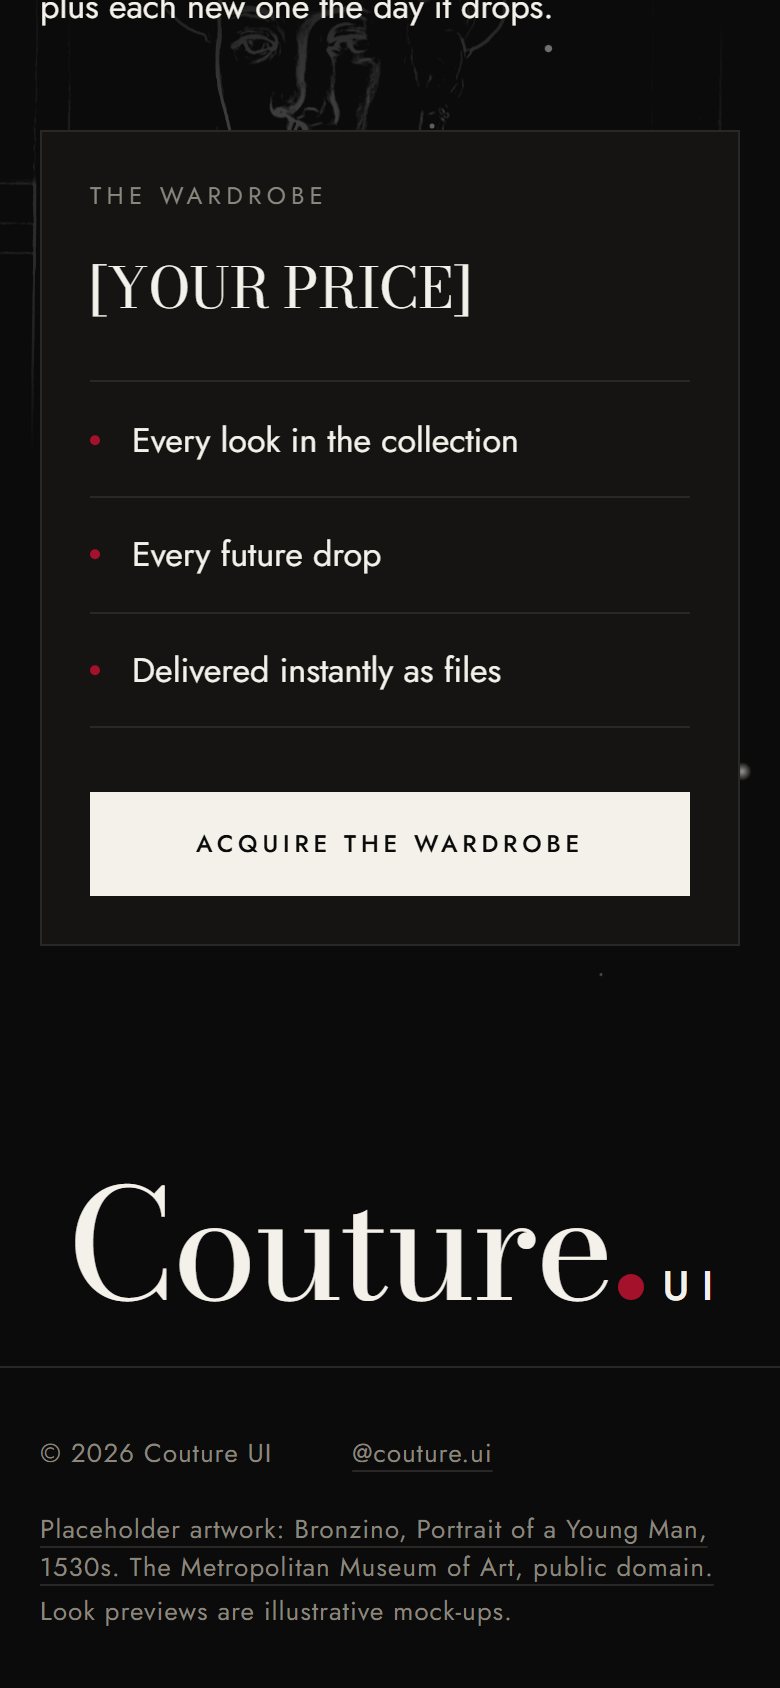 plus each new one the day it drops.
THE WARDROBE
[YOUR PRICE]
Every look in the collection
Every future drop
Delivered instantly as files
ACQUIRE THE WARDROBE
Couture. UI
© 2026 Couture UI @couture.ui
Placeholder artwork: Bronzino, Portrait of a Young Man,
1530s. The Metropolitan Museum of Art, public domain.
Look previews are illustrative mock-ups.